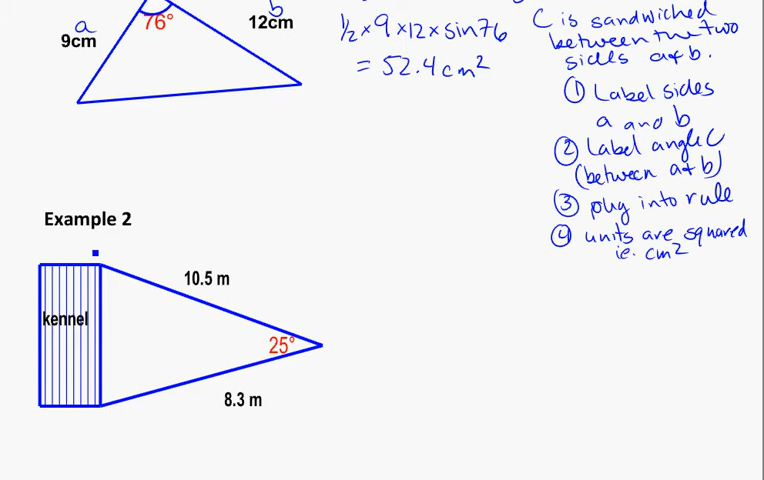 a
9cm
76°
b
12cm
½ × 9 × 12 × sin76
= 52.4 cm²
C is sandwiched
between the two
sides a & b.
① Label sides
a and b
② Label angle C
(between a & b)
③ plug into rule
④ units are squared
ie. cm²
Example 2
10.5 m
kennel
25°
8.3 m